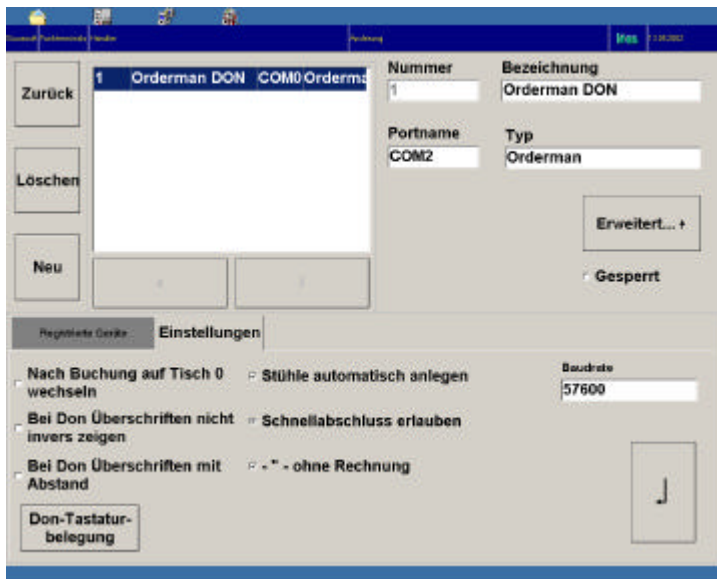 Zurück
1 Orderman DON COM0 Orderma
Nummer
1
Bezeichnung
Orderman DON
Löschen
Portname
COM2
Typ
Orderman
Erweitert...
Neu
Gesperrt
Registrierte Geräte
Einstellungen
Nach Buchung auf Tisch 0
wechseln
Stühle automatisch anlegen
Baudrate
57600
Bei Don Überschriften nicht
invers zeigen
Schnellabschluss erlauben
Bei Don Überschriften mit
Abstand
- " - ohne Rechnung
Don-Tastatur-
belegung